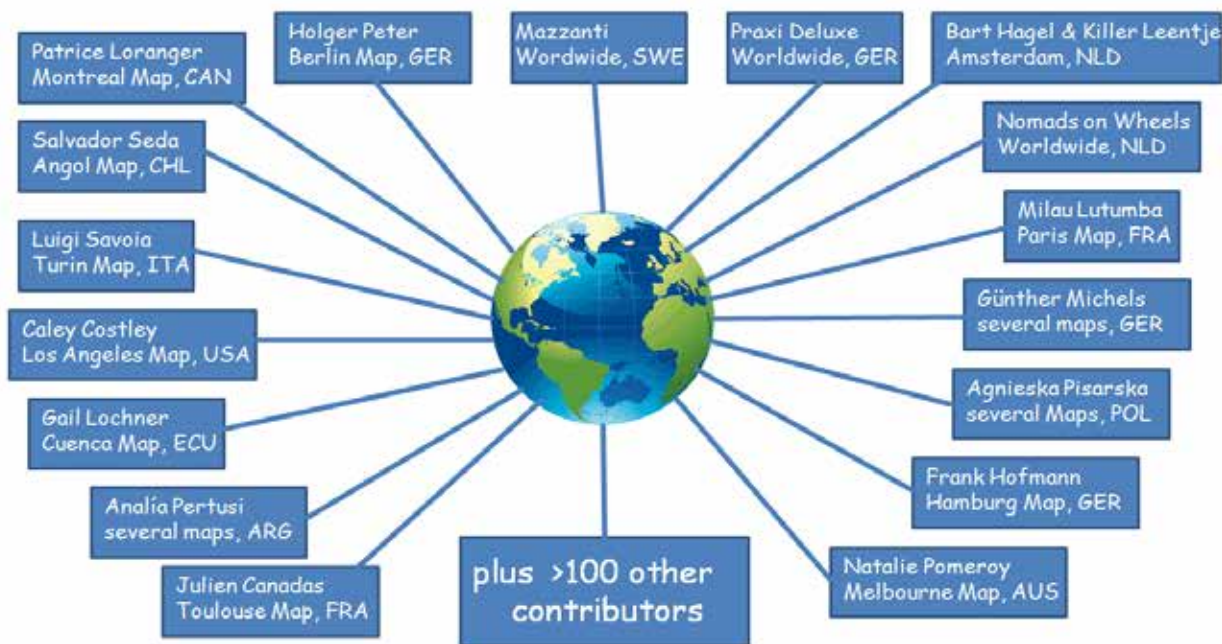 Patrice Loranger
Montreal Map, CAN
Holger Peter
Berlin Map, GER
Mazzanti
Wordwide, SWE
Praxi Deluxe
Worldwide, GER
Bart Hagel & Killer Leentje
Amsterdam, NLD
Salvador Seda
Angol Map, CHL
Nomads on Wheels
Worldwide, NLD
Luigi Savoia
Turin Map, ITA
Milau Lutumba
Paris Map, FRA
Caley Costley
Los Angeles Map, USA
Günther Michels
several maps, GER
Gail Lochner
Cuenca Map, ECU
Agnieska Pisarska
several Maps, POL
Analía Pertusi
several maps, ARG
Frank Hofmann
Hamburg Map, GER
Julien Canadas
Toulouse Map, FRA
plus >100 other
contributors
Natalie Pomeroy
Melbourne Map, AUS